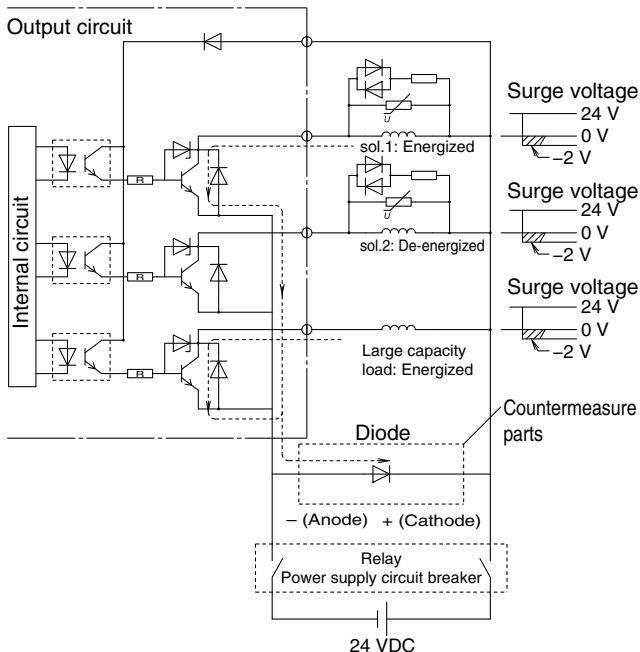 Output circuit
Internal circuit
R
R
R
U
sol.1: Energized
U
sol.2: De-energized
Large capacity
load: Energized
Surge voltage
24 V
0 V
–2 V
Surge voltage
24 V
0 V
–2 V
Surge voltage
24 V
0 V
–2 V
Countermeasure
parts
Diode
– (Anode) + (Cathode)
Relay
Power supply circuit breaker
24 VDC